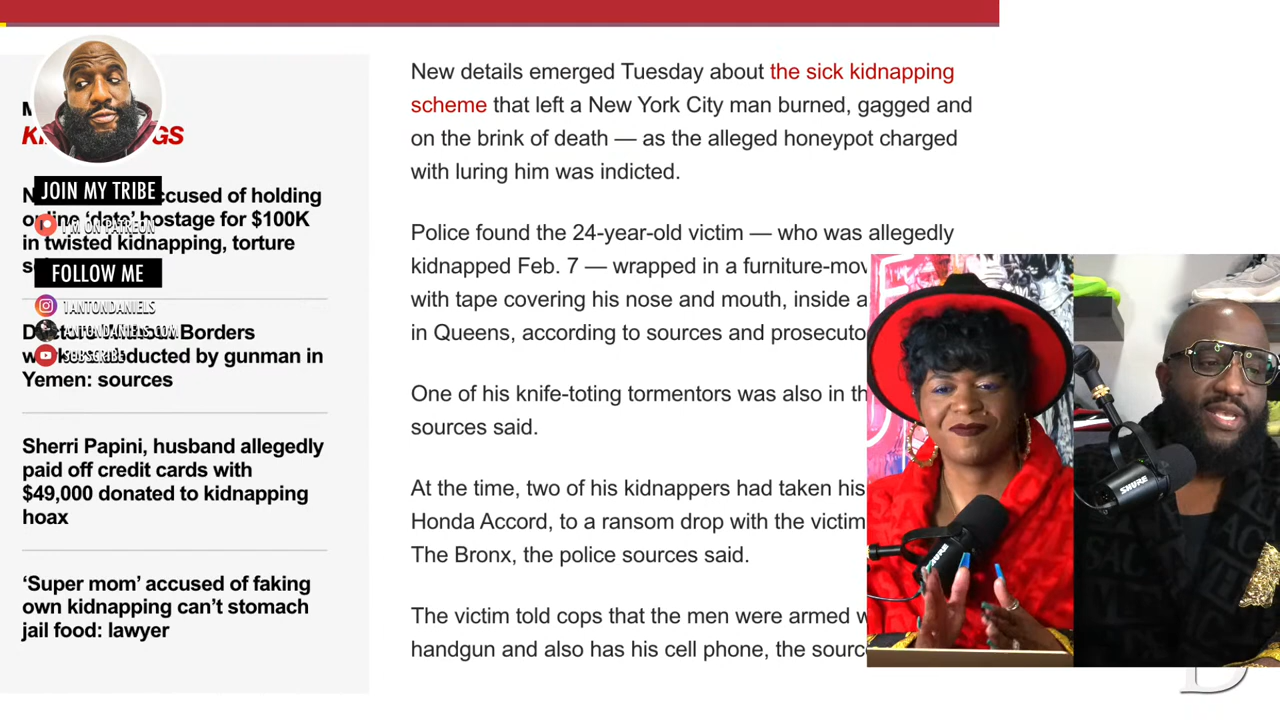 JOIN MY TRIBE
I'M ON PATREON
FOLLOW ME
1ANTONDANIELS
ANTONDANIELS.COM
SUBSCRIBE
GS
ccused of holding
online 'date' hostage for $100K
in twisted kidnapping, torture
Borders
ducted by gunman in
Yemen: sources
Sherri Papini, husband allegedly
paid off credit cards with
$49,000 donated to kidnapping
hoax
‘Super mom’ accused of faking
own kidnapping can’t stomach
jail food: lawyer
New details emerged Tuesday about the sick kidnapping
scheme that left a New York City man burned, gagged and
on the brink of death — as the alleged honeypot charged
with luring him was indicted.
Police found the 24-year-old victim — who was allegedly
kidnapped Feb. 7 — wrapped in a furniture-mov
with tape covering his nose and mouth, inside a
in Queens, according to sources and prosecuto
One of his knife-toting tormentors was also in th
sources said.
At the time, two of his kidnappers had taken his
Honda Accord, to a ransom drop with the victim
The Bronx, the police sources said.
The victim told cops that the men were armed w
handgun and also has his cell phone, the sourc
SHURE
SHURE